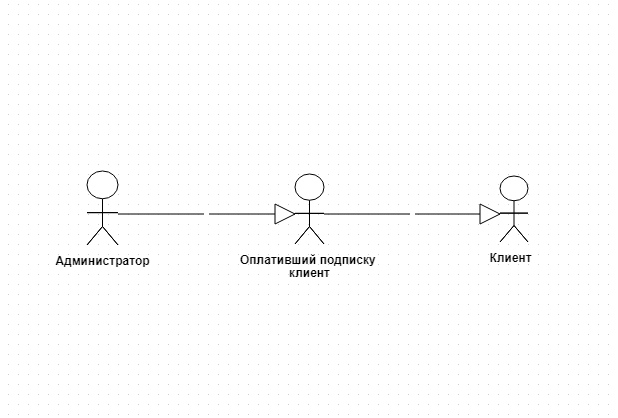 Администратор
Оплативший подписку
клиент
Клиент